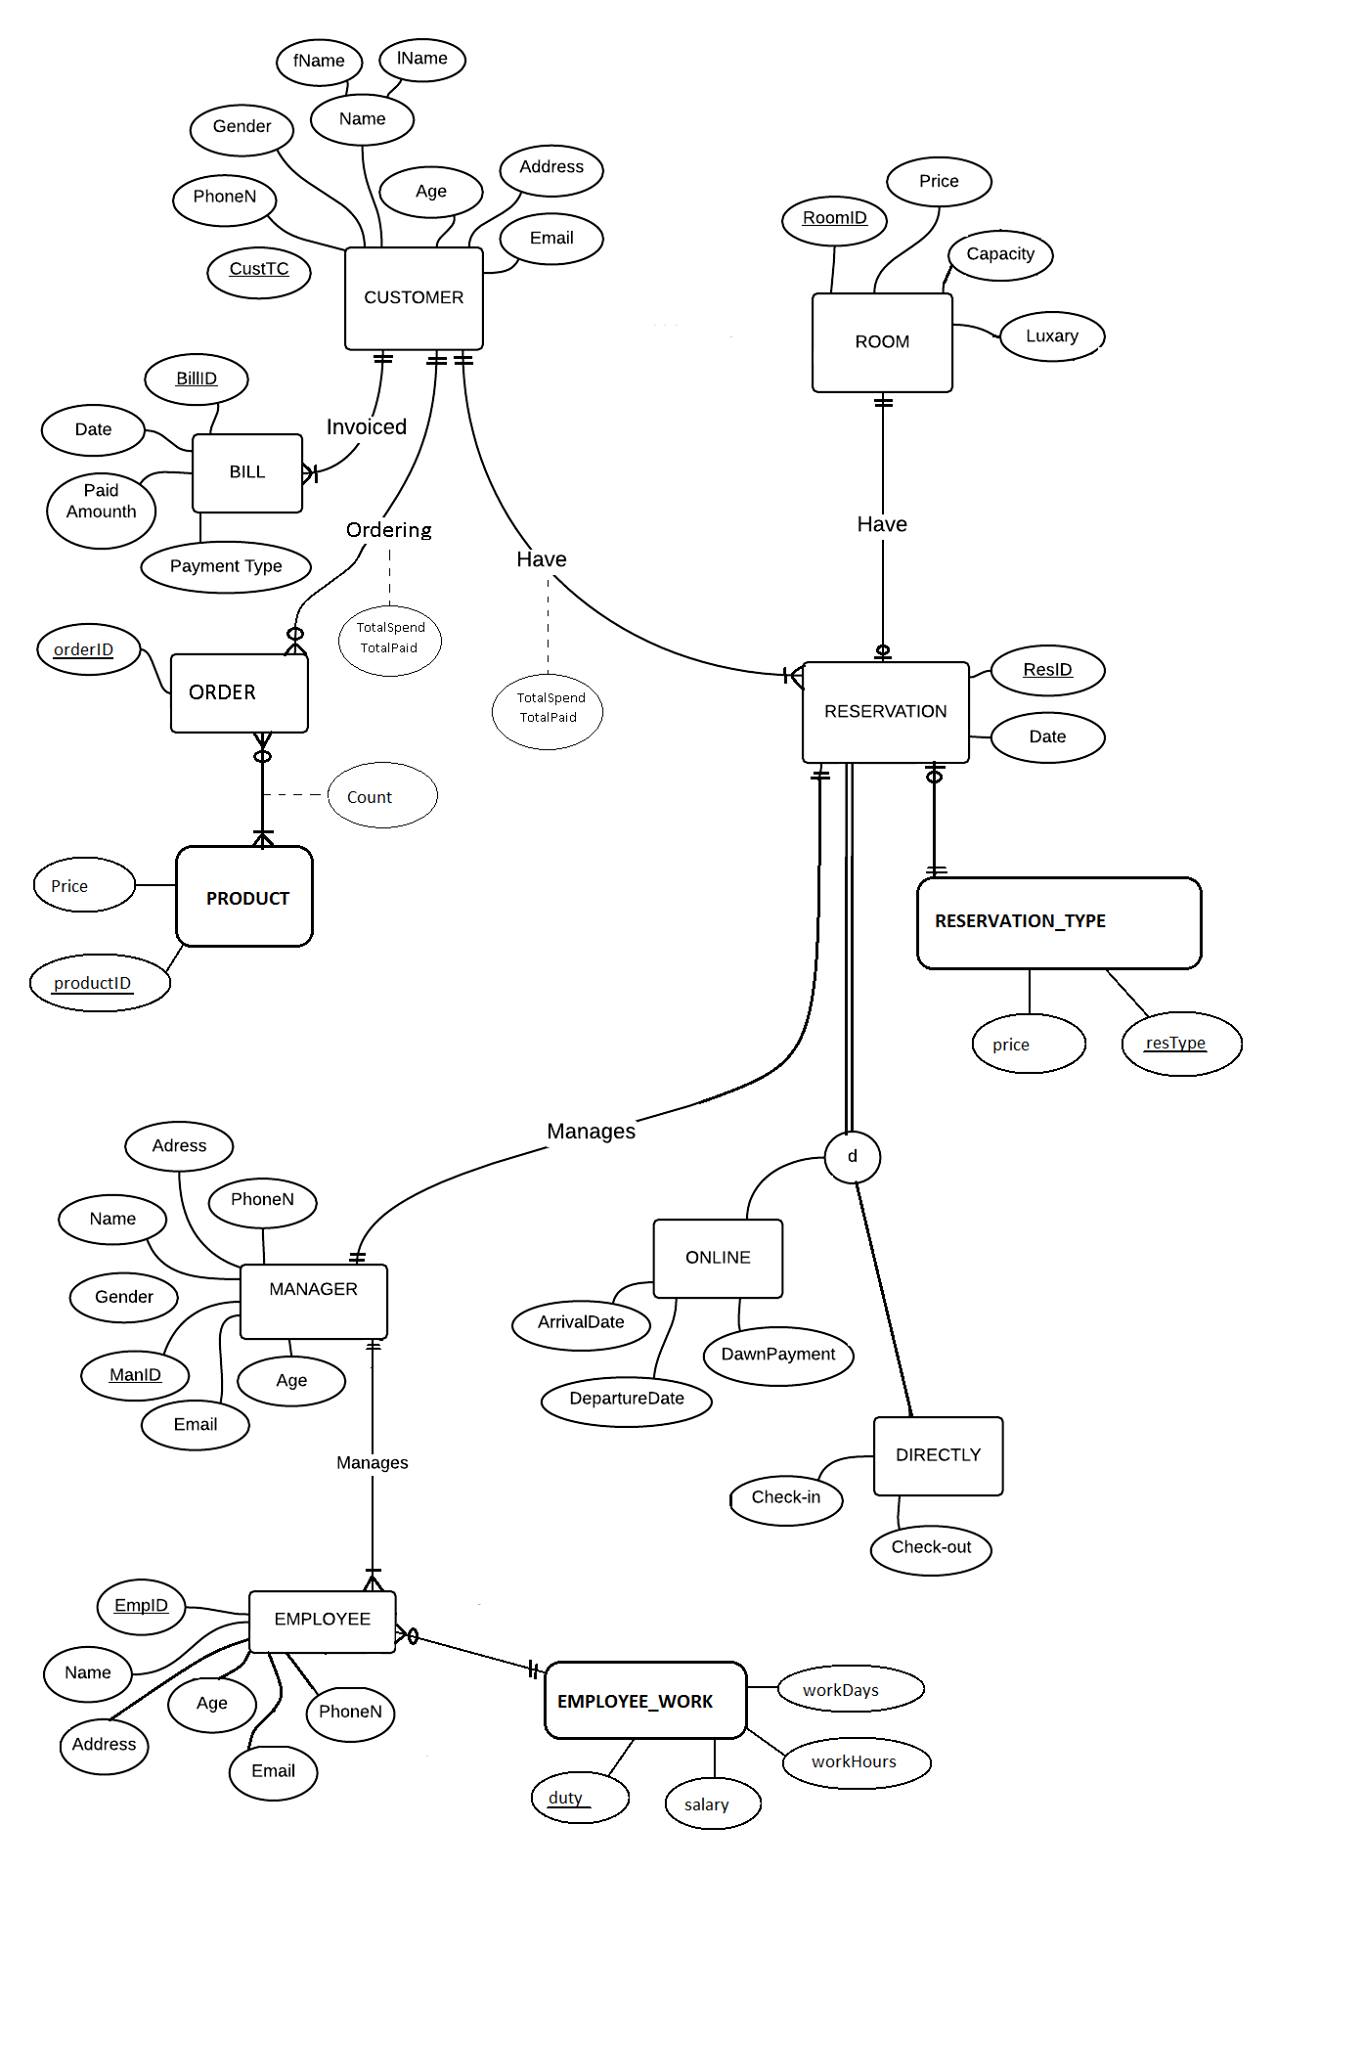 fName
lName
Gender
Name
PhoneN
Age
Address
CustTC
Email
CUSTOMER
RoomID
Price
Capacity
Luxary
ROOM
BillID
Date
BILL
Paid
Amounth
Payment Type
Invoiced
Ordering
Have
Have
TotalSpend
TotalPaid
TotalSpend
TotalPaid
orderID
ORDER
Count
Price
PRODUCT
productID
RESERVATION
ResID
Date
RESERVATION_TYPE
price
resType
Manages
d
Adress
PhoneN
Name
Gender
MANAGER
ManID
Age
Email
ONLINE
ArrivalDate
DawnPayment
DepartureDate
DIRECTLY
Check-in
Check-out
Manages
EmpID
EMPLOYEE
Name
Age
PhoneN
Address
Email
EMPLOYEE_WORK
workDays
workHours
duty
salary